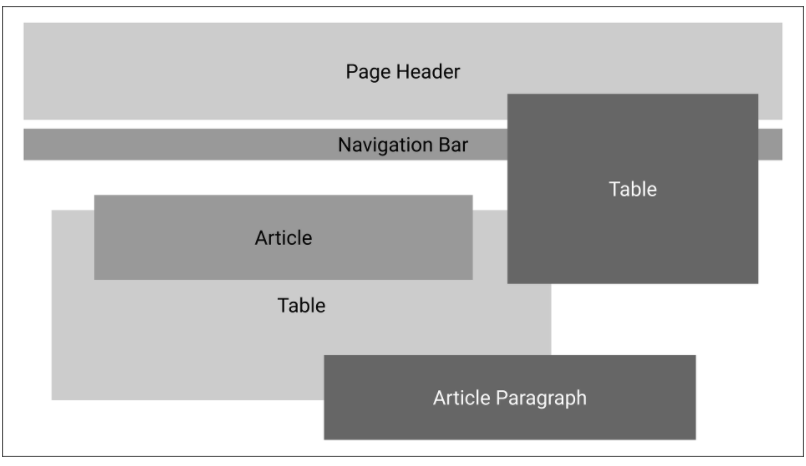 Page Header
Navigation Bar
Table
Article
Table
Article Paragraph